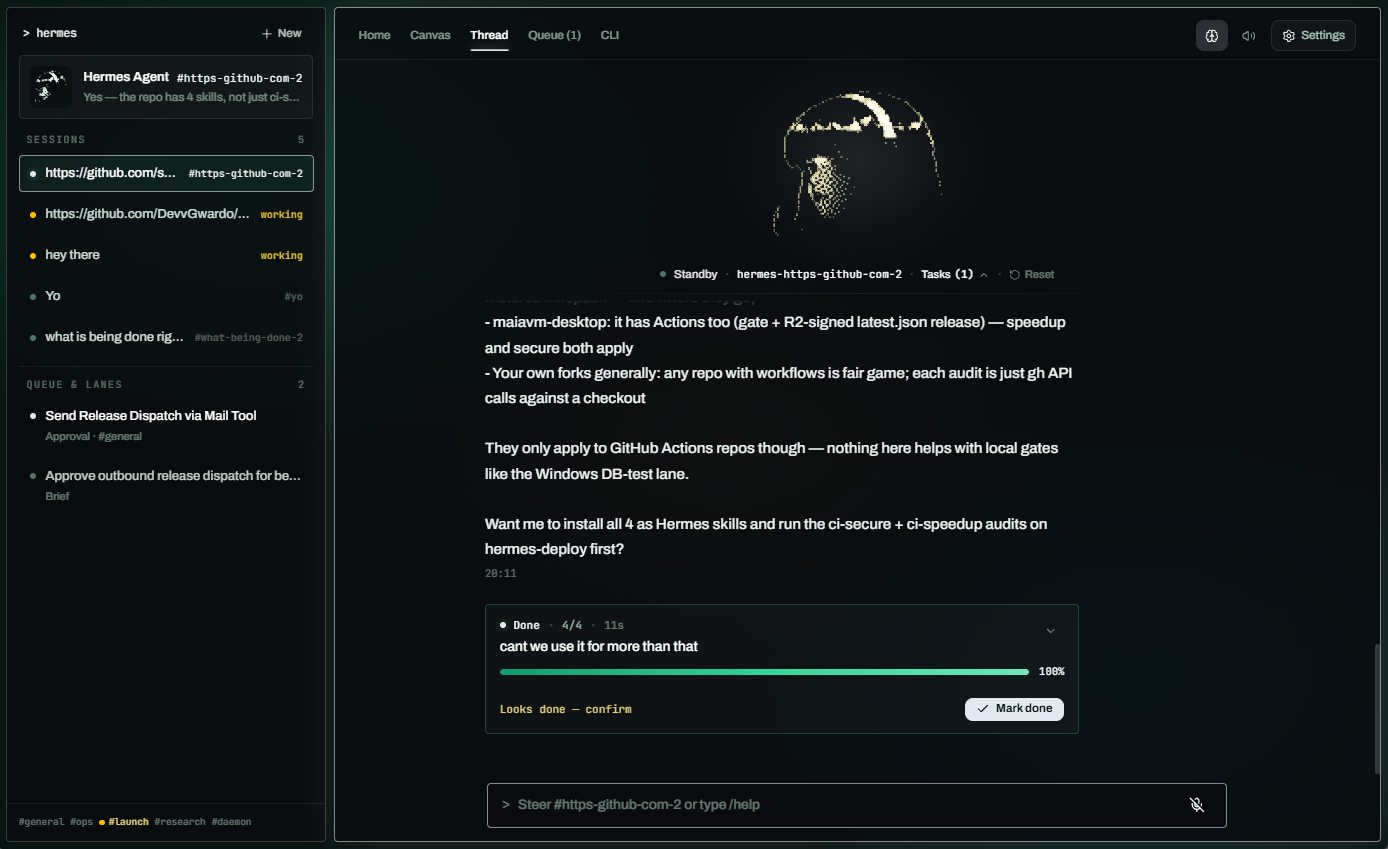 > hermes
+ New
Hermes Agent #https-github-com-2
Yes — the repo has 4 skills, not just ci-s...
SESSIONS 5
https://github.com/s... #https-github-com-2
https://github.com/DevvGwardo/... working
hey there working
Yo #yo
what is being done rig... #what-being-done-2
QUEUE & LANES 2
Send Release Dispatch via Mail Tool
Approval · #general
Approve outbound release dispatch for be...
Brief
#general #ops #launch #research #daemon
Home Canvas Thread Queue (1) CLI
Settings
Standby · hermes-https-github-com-2 · Tasks (1) · Reset
- maiavm-desktop: it has Actions too (gate + R2-signed latest.json release) — speedup
and secure both apply
- Your own forks generally: any repo with workflows is fair game; each audit is just gh API
calls against a checkout
They only apply to GitHub Actions repos though — nothing here helps with local gates
like the Windows DB-test lane.
Want me to install all 4 as Hermes skills and run the ci-secure + ci-speedup audits on
hermes-deploy first?
20:11
Done · 4/4 · 11s
cant we use it for more than that
100%
Looks done — confirm
Mark done
> Steer #https-github-com-2 or type /help